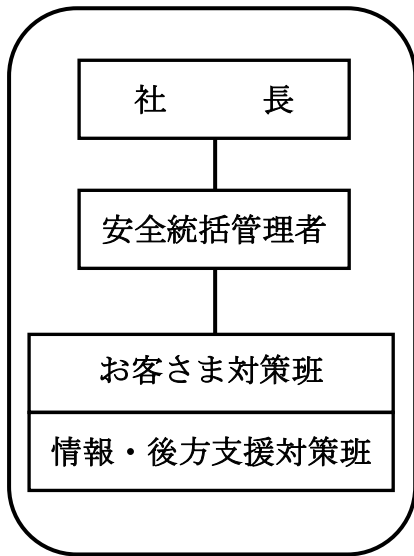 社　　　長
安全統括管理者
お客さま対策班
情報・後方支援対策班